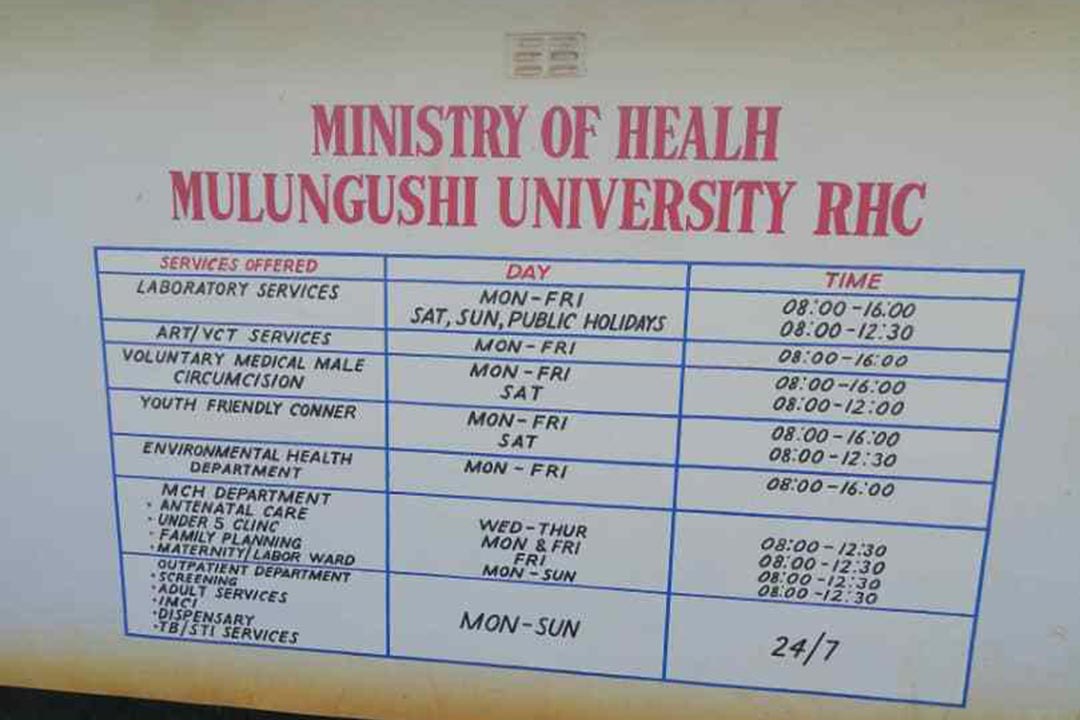 MINISTRY OF HEALH
MULUNGUSHI UNIVERSITY RHC
SERVICES OFFERED DAY TIME
LABORATORY SERVICES MON-FRI 08:00-16:00
SAT, SUN, PUBLIC HOLIDAYS 08:00-12:30
ART/VCT SERVICES MON-FRI 08:00-16:00
VOLUNTARY MEDICAL MALE MON-FRI 08:00-16:00
CIRCUMCISION SAT 08:00-12:00
YOUTH FRIENDLY CONNER MON-FRI 08:00-16:00
SAT 08:00-12:30
ENVIRONMENTAL HEALTH MON-FRI 08:00-16:00
DEPARTMENT
MCH DEPARTMENT
• ANTENATAL CARE WED-THUR 08:00-12:30
• UNDER 5 CLINC MON & FRI 08:00-12:30
• FAMILY PLANNING FRI 08:00-12:30
• MATERNITY/LABOR WARD MON-SUN 08:00-12:30
OUTPATIENT DEPARTMENT
• SCREENING
• ADULT SERVICES
• IMCI MON-SUN 24/7
• DISPENSARY
• TB/STI SERVICES